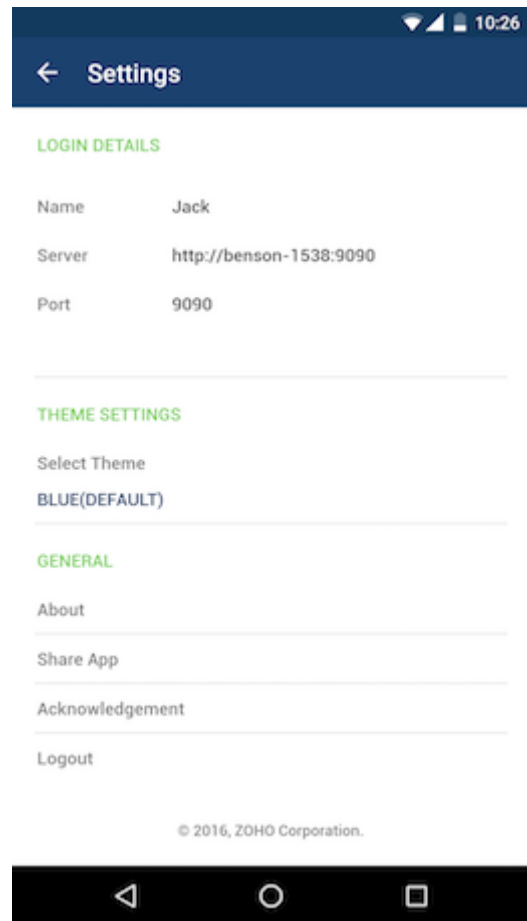 10:26
Settings
LOGIN DETAILS
Name Jack
Server http://benson-1538:9090
Port 9090
THEME SETTINGS
Select Theme
BLUE(DEFAULT)
GENERAL
About
Share App
Acknowledgement
Logout
© 2016, ZOHO Corporation.